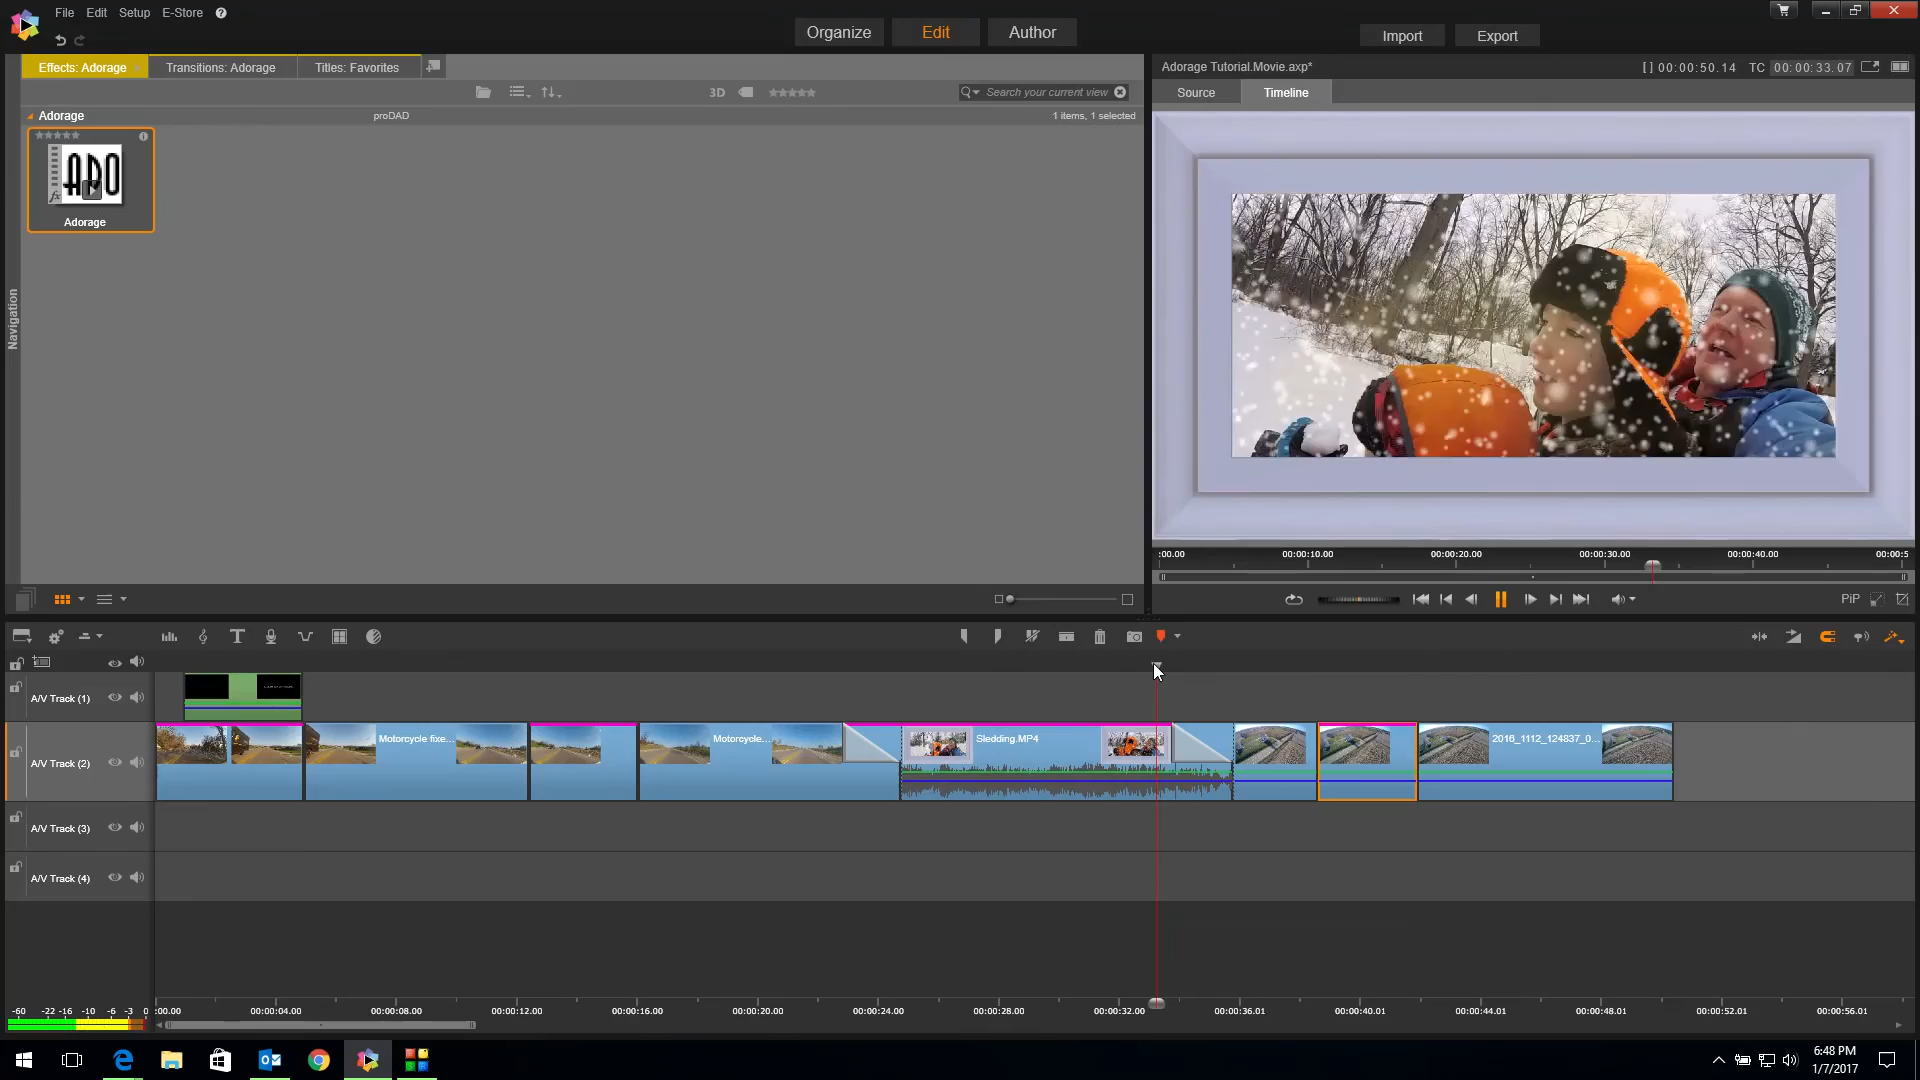 File Edit Setup E-Store
Organize Edit Author
Import Export
Effects: Adorage Transitions: Adorage Titles: Favorites
Adorage Tutorial.Movie.axp* [ ] 00:00:50.14 TC 00:00:33.07
3D Search your current view
Source Timeline
Adorage proDAD 1 items, 1 selected
ADO
fx
Adorage
Navigation
:00.00 00:00:10.00 00:00:20.00 00:00:30.00 00:00:40.00 00:00:5
PiP
A/V Track (1)
Motorcycle fixe... Motorcycle... Sledding.MP4 2016_1112_124837_0...
A/V Track (2)
A/V Track (3)
A/V Track (4)
-60 -22 -16 -10 -6 -3 0 :00.00 00:00:04.00 00:00:08.00 00:00:12.00 00:00:16.00 00:00:20.00 00:00:24.00 00:00:28.00 00:00:32.00 00:00:36.01 00:00:40.01 00:00:44.01 00:00:48.01 00:00:52.01 00:00:56.01
6:48 PM
1/7/2017